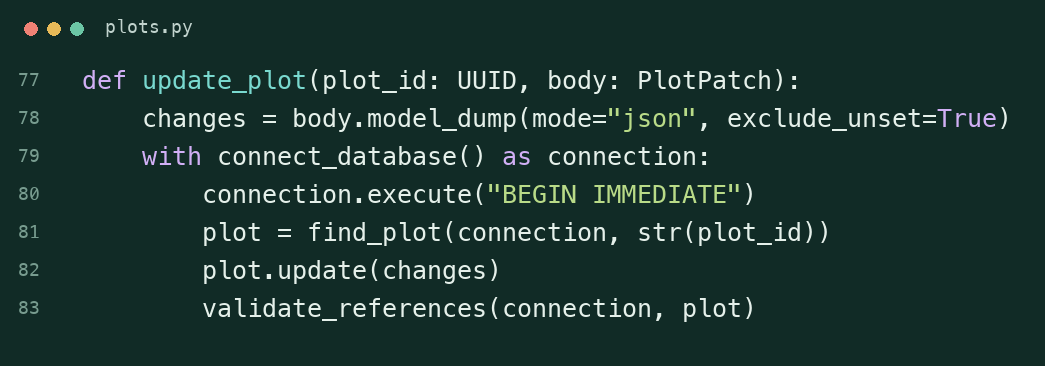 plots.py
77 def update_plot(plot_id: UUID, body: PlotPatch):
78     changes = body.model_dump(mode="json", exclude_unset=True)
79     with connect_database() as connection:
80         connection.execute("BEGIN IMMEDIATE")
81         plot = find_plot(connection, str(plot_id))
82         plot.update(changes)
83         validate_references(connection, plot)